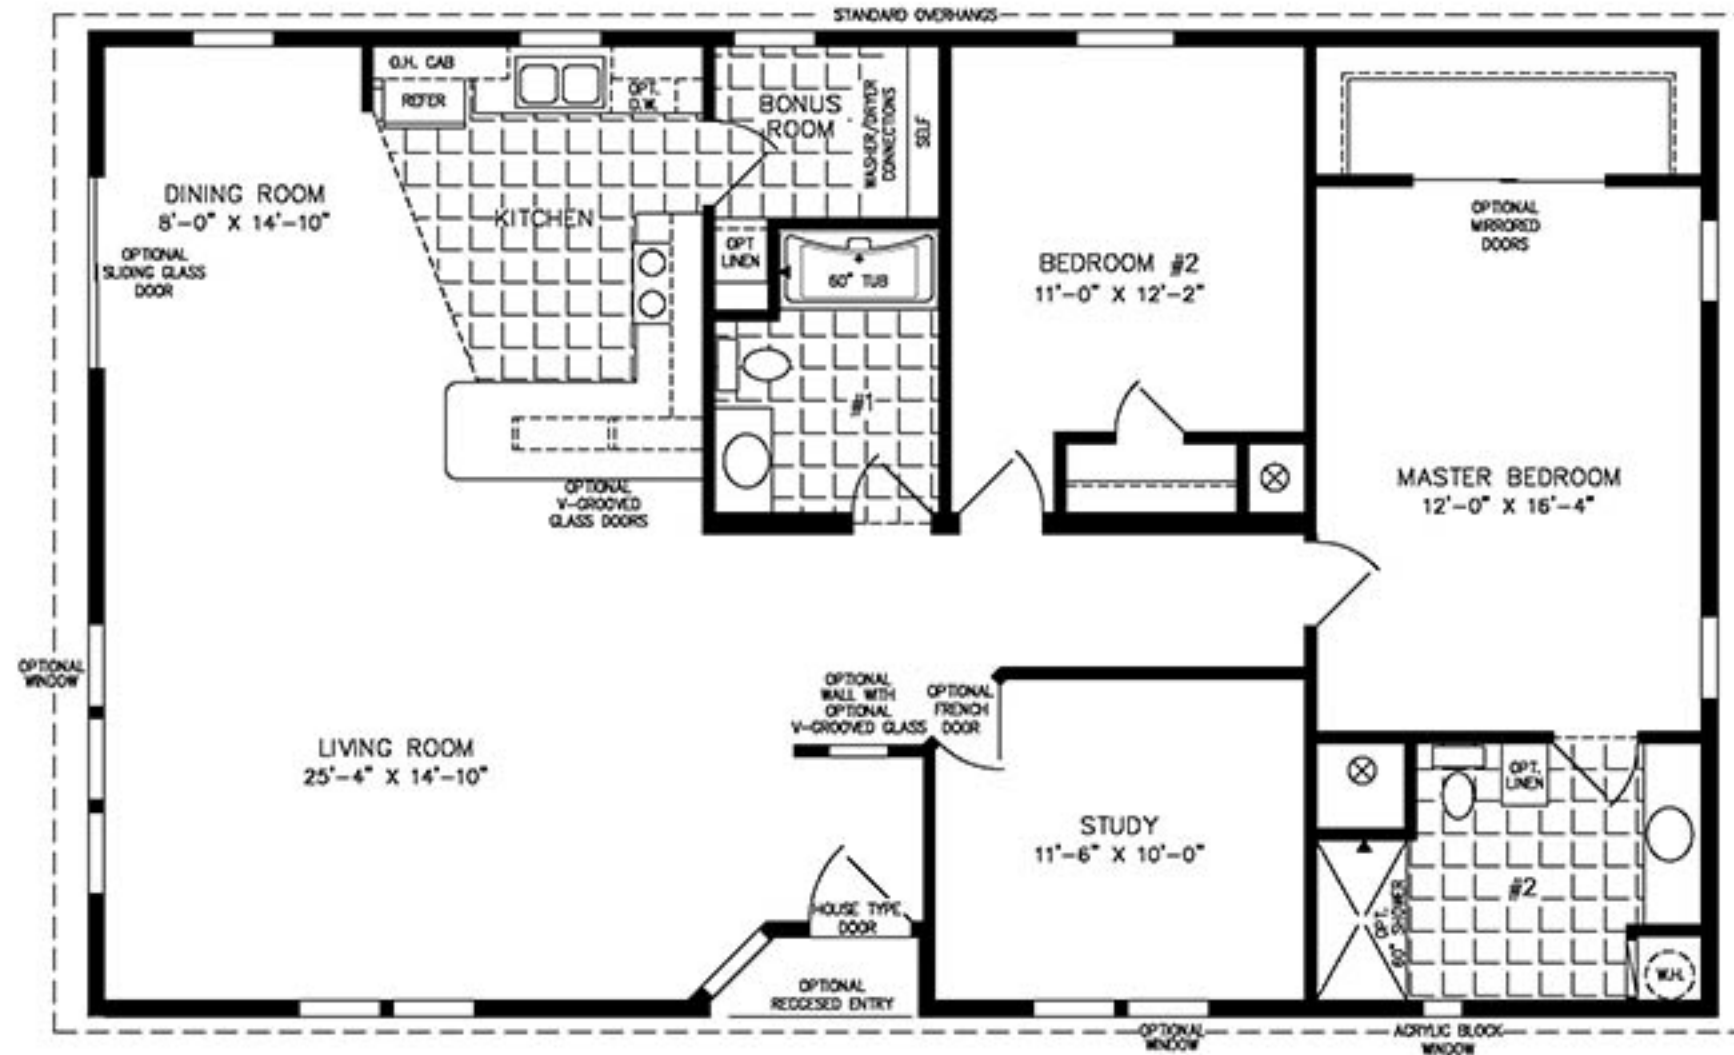 STANDARD OVERHANGS
O.H. CAB
REFER
OPT.
D.W.
BONUS
ROOM
WASHER/DRYER
CONNECTIONS
SELF
DINING ROOM
8'-0" X 14'-10"
OPTIONAL
SLIDING GLASS
DOOR
KITCHEN
OPT
LINEN
60" TUB
#1
OPTIONAL
V-GROOVED
GLASS DOORS
BEDROOM #2
11'-0" X 12'-2"
OPTIONAL
MIRRORED
DOORS
MASTER BEDROOM
12'-0" X 16'-4"
OPTIONAL
WINDOW
LIVING ROOM
25'-4" X 14'-10"
OPTIONAL
WALL WITH
OPTIONAL
V-GROOVED GLASS
OPTIONAL
FRENCH
DOOR
STUDY
11'-6" X 10'-0"
HOUSE TYPE
DOOR
OPTIONAL
RECGESED ENTRY
OPT.
LINEN
#2
OPT.
60" SHOWER
W.H.
OPTIONAL
WINDOW
ACRYLIC BLOCK
WINDOW